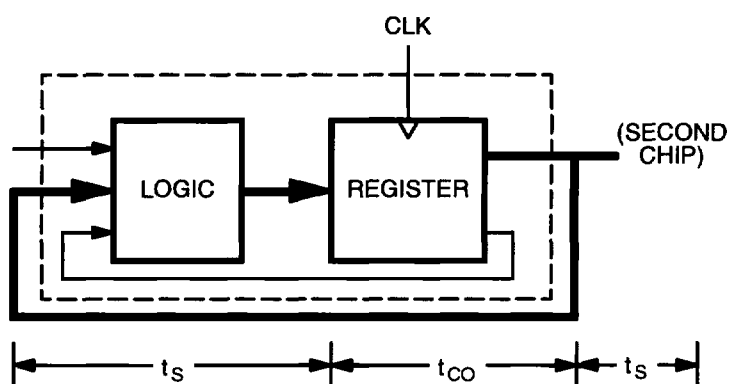 CLK
(SECOND
CHIP)
LOGIC
REGISTER
tS
tCO
tS